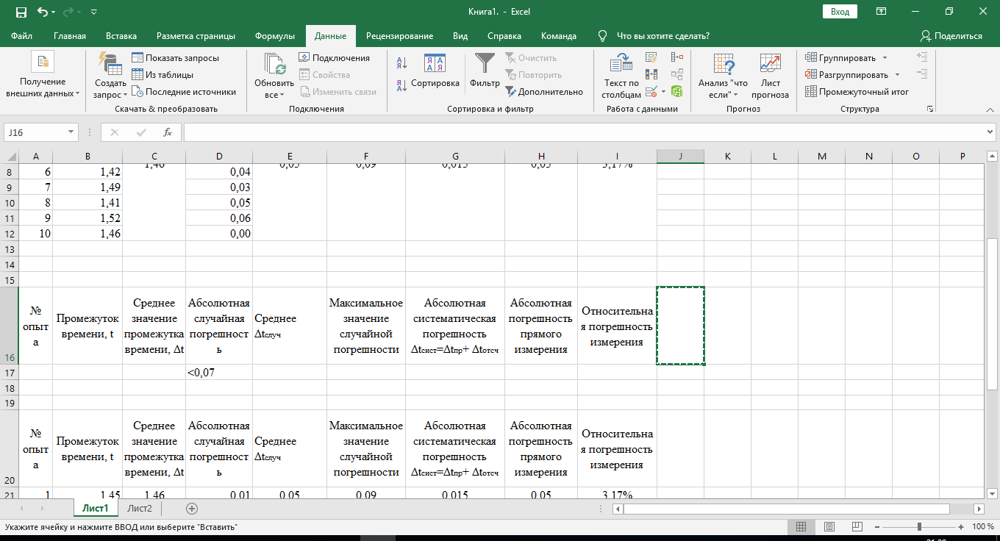 Книга1. - Excel
Вход
Файл Главная Вставка Разметка страницы Формулы Данные Рецензирование Вид Справка Команда Что вы хотите сделать? Поделиться
Получение внешних данных
Создать запрос
Показать запросы
Из таблицы
Последние источники
Скачать & преобразовать
Обновить все
Подключения
Свойства
Изменить связи
Подключения
Сортировка
Фильтр
Очистить
Повторить
Дополнительно
Сортировка и фильтр
Текст по столбцам
Работа с данными
Анализ "что если"
Лист прогноза
Прогноз
Группировать
Разгруппировать
Промежуточный итог
Структура
J16 fx
A B C D E F G H I J K L M N O P
8 6 1,42 1,46 0,04 0,05 0,09 0,015 0,05 3,17%
9 7 1,49 0,03
10 8 1,41 0,05
11 9 1,52 0,06
12 10 1,46 0,00
13
14
15
16 № опыта Промежуток времени, t Среднее значение промежутка времени, Δt Абсолютная случайная погрешность Среднее Δtслуч Максимальное значение случайной погрешности Абсолютная систематическая погрешность Δtсист=Δtпр+ Δtотсч Абсолютная погрешность прямого измерения Относительная погрешность измерения
17 <0,07
18
19
20 № опыта Промежуток времени, t Среднее значение промежутка времени, Δt Абсолютная случайная погрешность Среднее Δtслуч Максимальное значение случайной погрешности Абсолютная систематическая погрешность Δtсист=Δtпр+ Δtотсч Абсолютная погрешность прямого измерения Относительная погрешность измерения
21 1 1,45 1,46 0,01 0,05 0,09 0,015 0,05 3,17%
Лист1 Лист2
Укажите ячейку и нажмите ВВОД или выберите "Вставить"
100 %